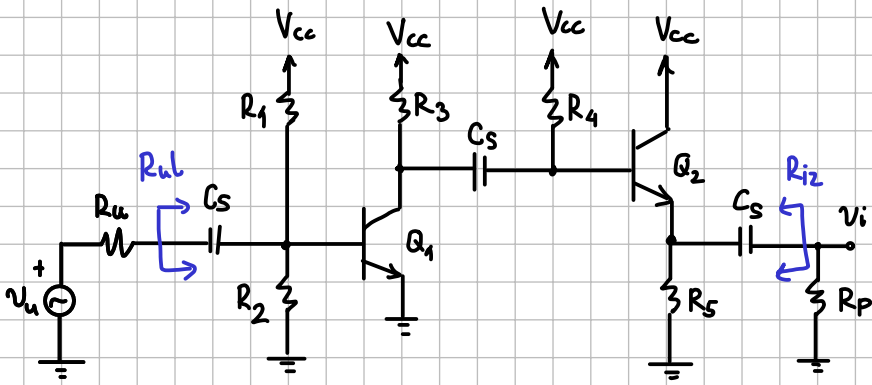 Vcc
Vcc
Vcc
Vcc
R1
R3
R4
Cs
Q2
Riz
Rul
Cs
Ru
Cs
vi
Q1
+
vu
R2
R5
Rp